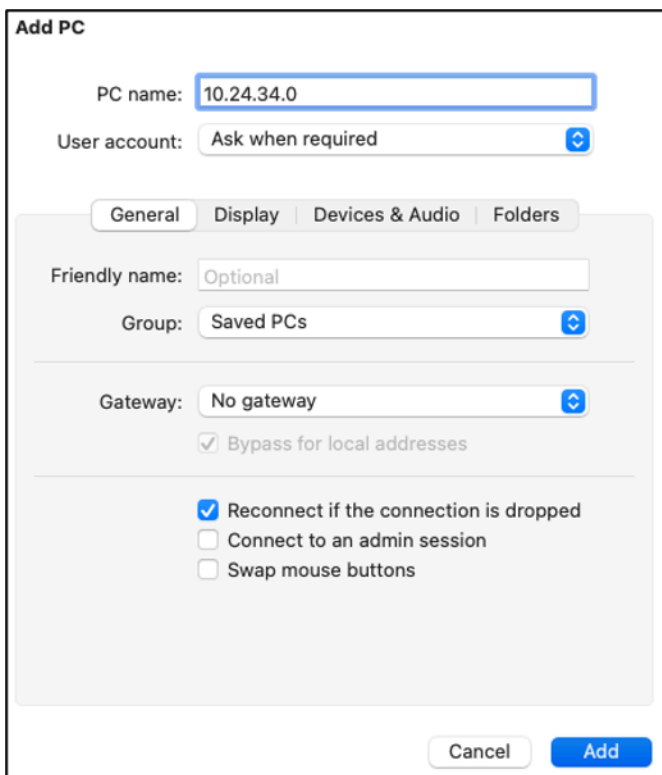 Add PC
PC name: 10.24.34.0
User account: Ask when required
General Display Devices & Audio Folders
Friendly name: Optional
Group: Saved PCs
Gateway: No gateway
Bypass for local addresses
Reconnect if the connection is dropped
Connect to an admin session
Swap mouse buttons
Cancel Add